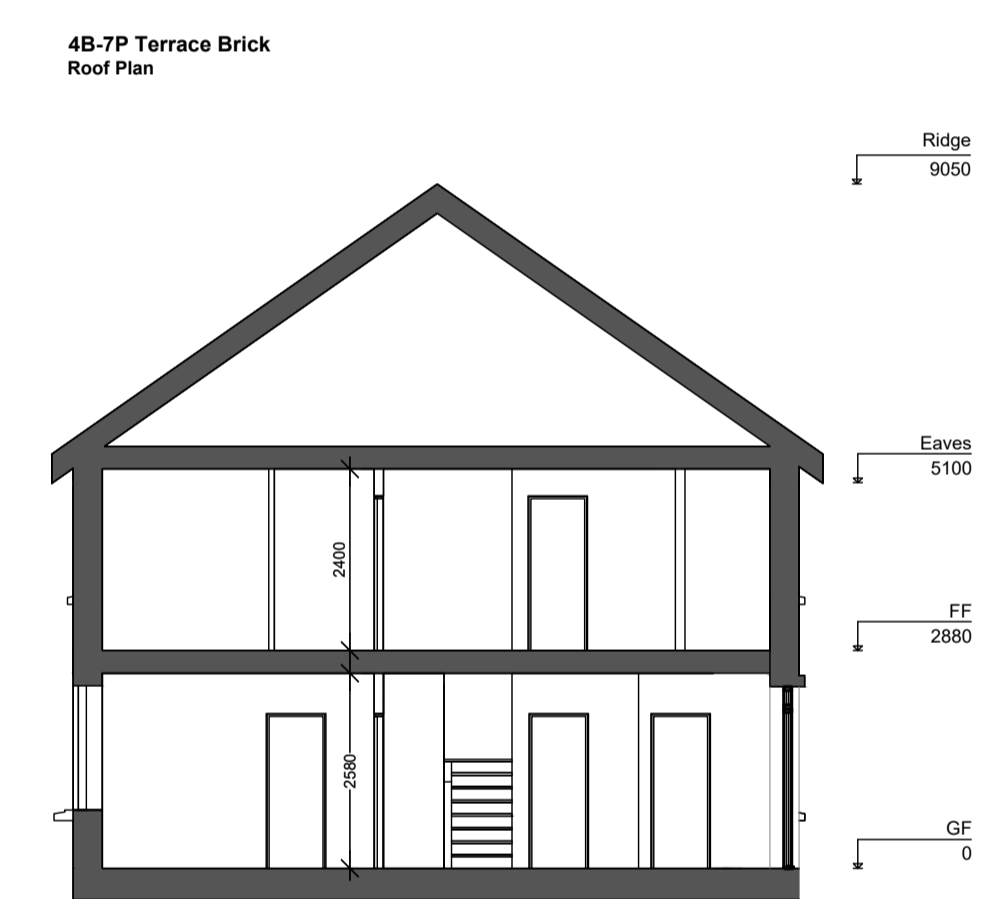 4B-7P Terrace Brick
Roof Plan
Ridge
9050
Eaves
5100
2400
FF
2880
2580
GF
0